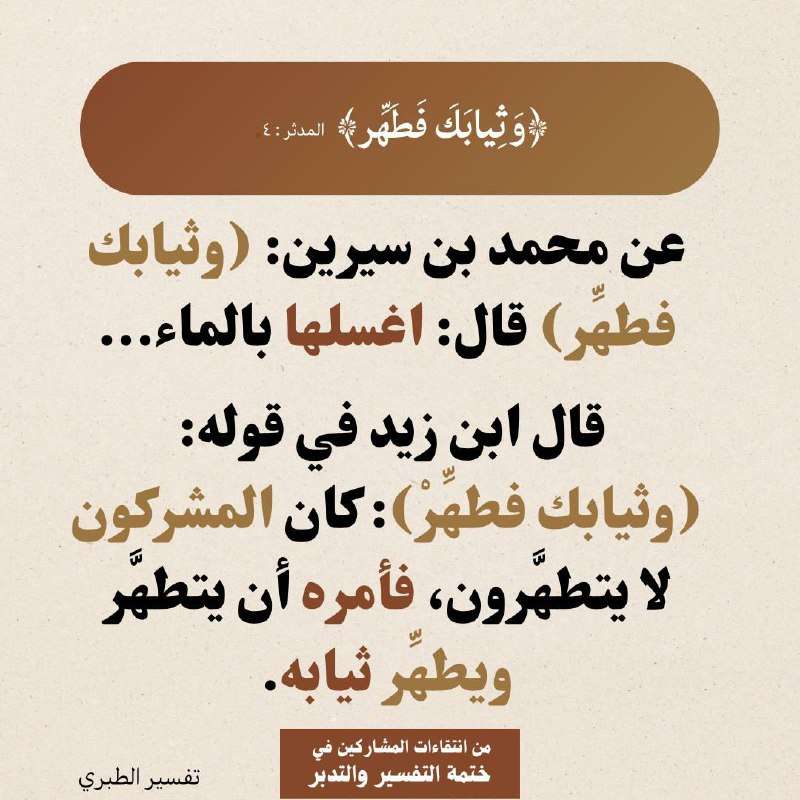 ﴿وَثِيابَكَ فَطَهِّر﴾ المدثر: ٤
عن محمد بن سيرين: (وثيابك
فطهِّر) قال: اغسلها بالماء...
قال ابن زيد في قوله:
(وثيابك فطهِّرْ): كان المشركون
لا يتطهَّرون، فأمره أن يتطهَّر
ويطهِّر ثيابه.
من انتقاءات المشاركين في
ختمة التفسير والتدبر
تفسير الطبري